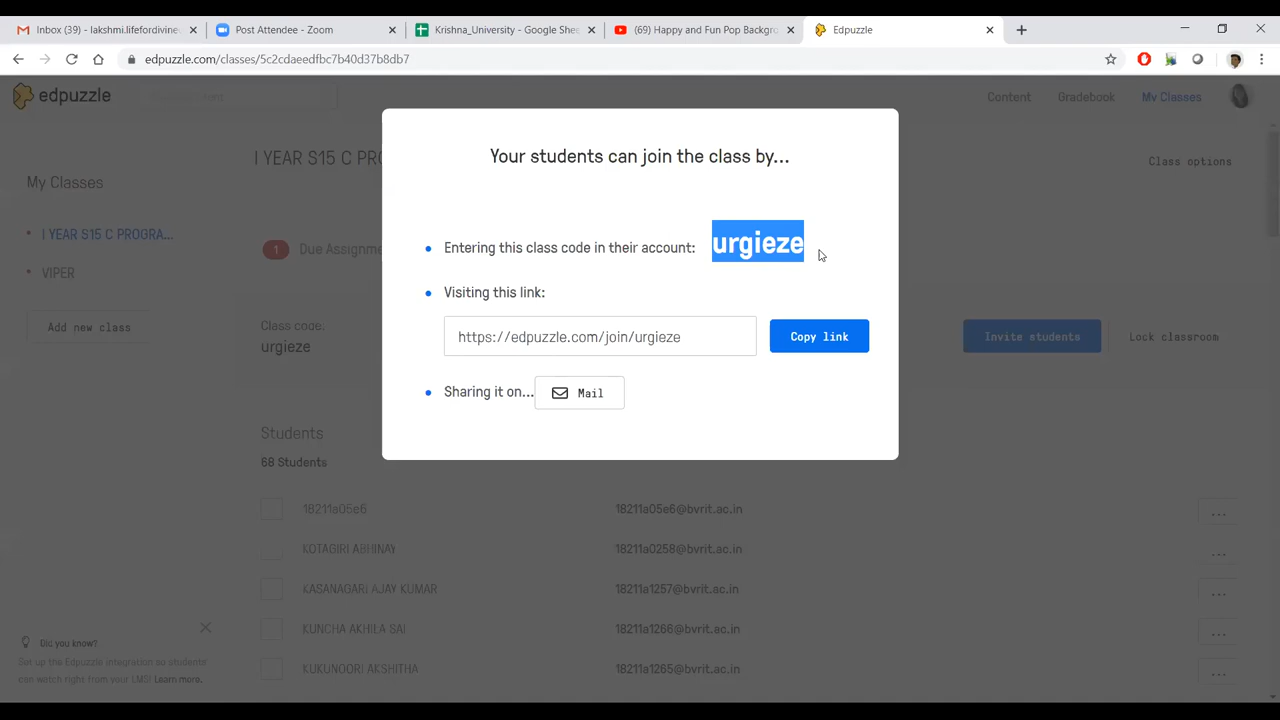 Inbox (39) - lakshmi.lifefordivine
Post Attendee - Zoom
Krishna_University - Google Shee
(69) Happy and Fun Pop Backgro
Edpuzzle
edpuzzle.com/classes/5c2cdaeedfbc7b40d37b8db7
edpuzzle
Content
Gradebook
My Classes
My Classes
I YEAR S15 C PROGRA...
VIPER
Add new class
I YEAR S15 C PRO
Class options
1
Due Assignm
Class code.
urgieze
Invite students
Lock classroom
Your students can join the class by...
Entering this class code in their account: urgieze
Visiting this link:
https://edpuzzle.com/join/urgieze
Copy link
Sharing it on... Mail
Students
68 Students
18211a05e6 18211a05e6@bvrit.ac.in ...
KOTAGIRI ABHINAY 18211a0258@bvrit.ac.in ...
KASANAGARI AJAY KUMAR 18211a1257@bvrit.ac.in ...
KUNCHA AKHILA SAI 18211a1266@bvrit.ac.in ...
KUKUNOORI AKSHITHA 18211a1265@bvrit.ac.in ...
Did you know?
Set up the Edpuzzle integration so students
can watch right from your LMS! Learn more.